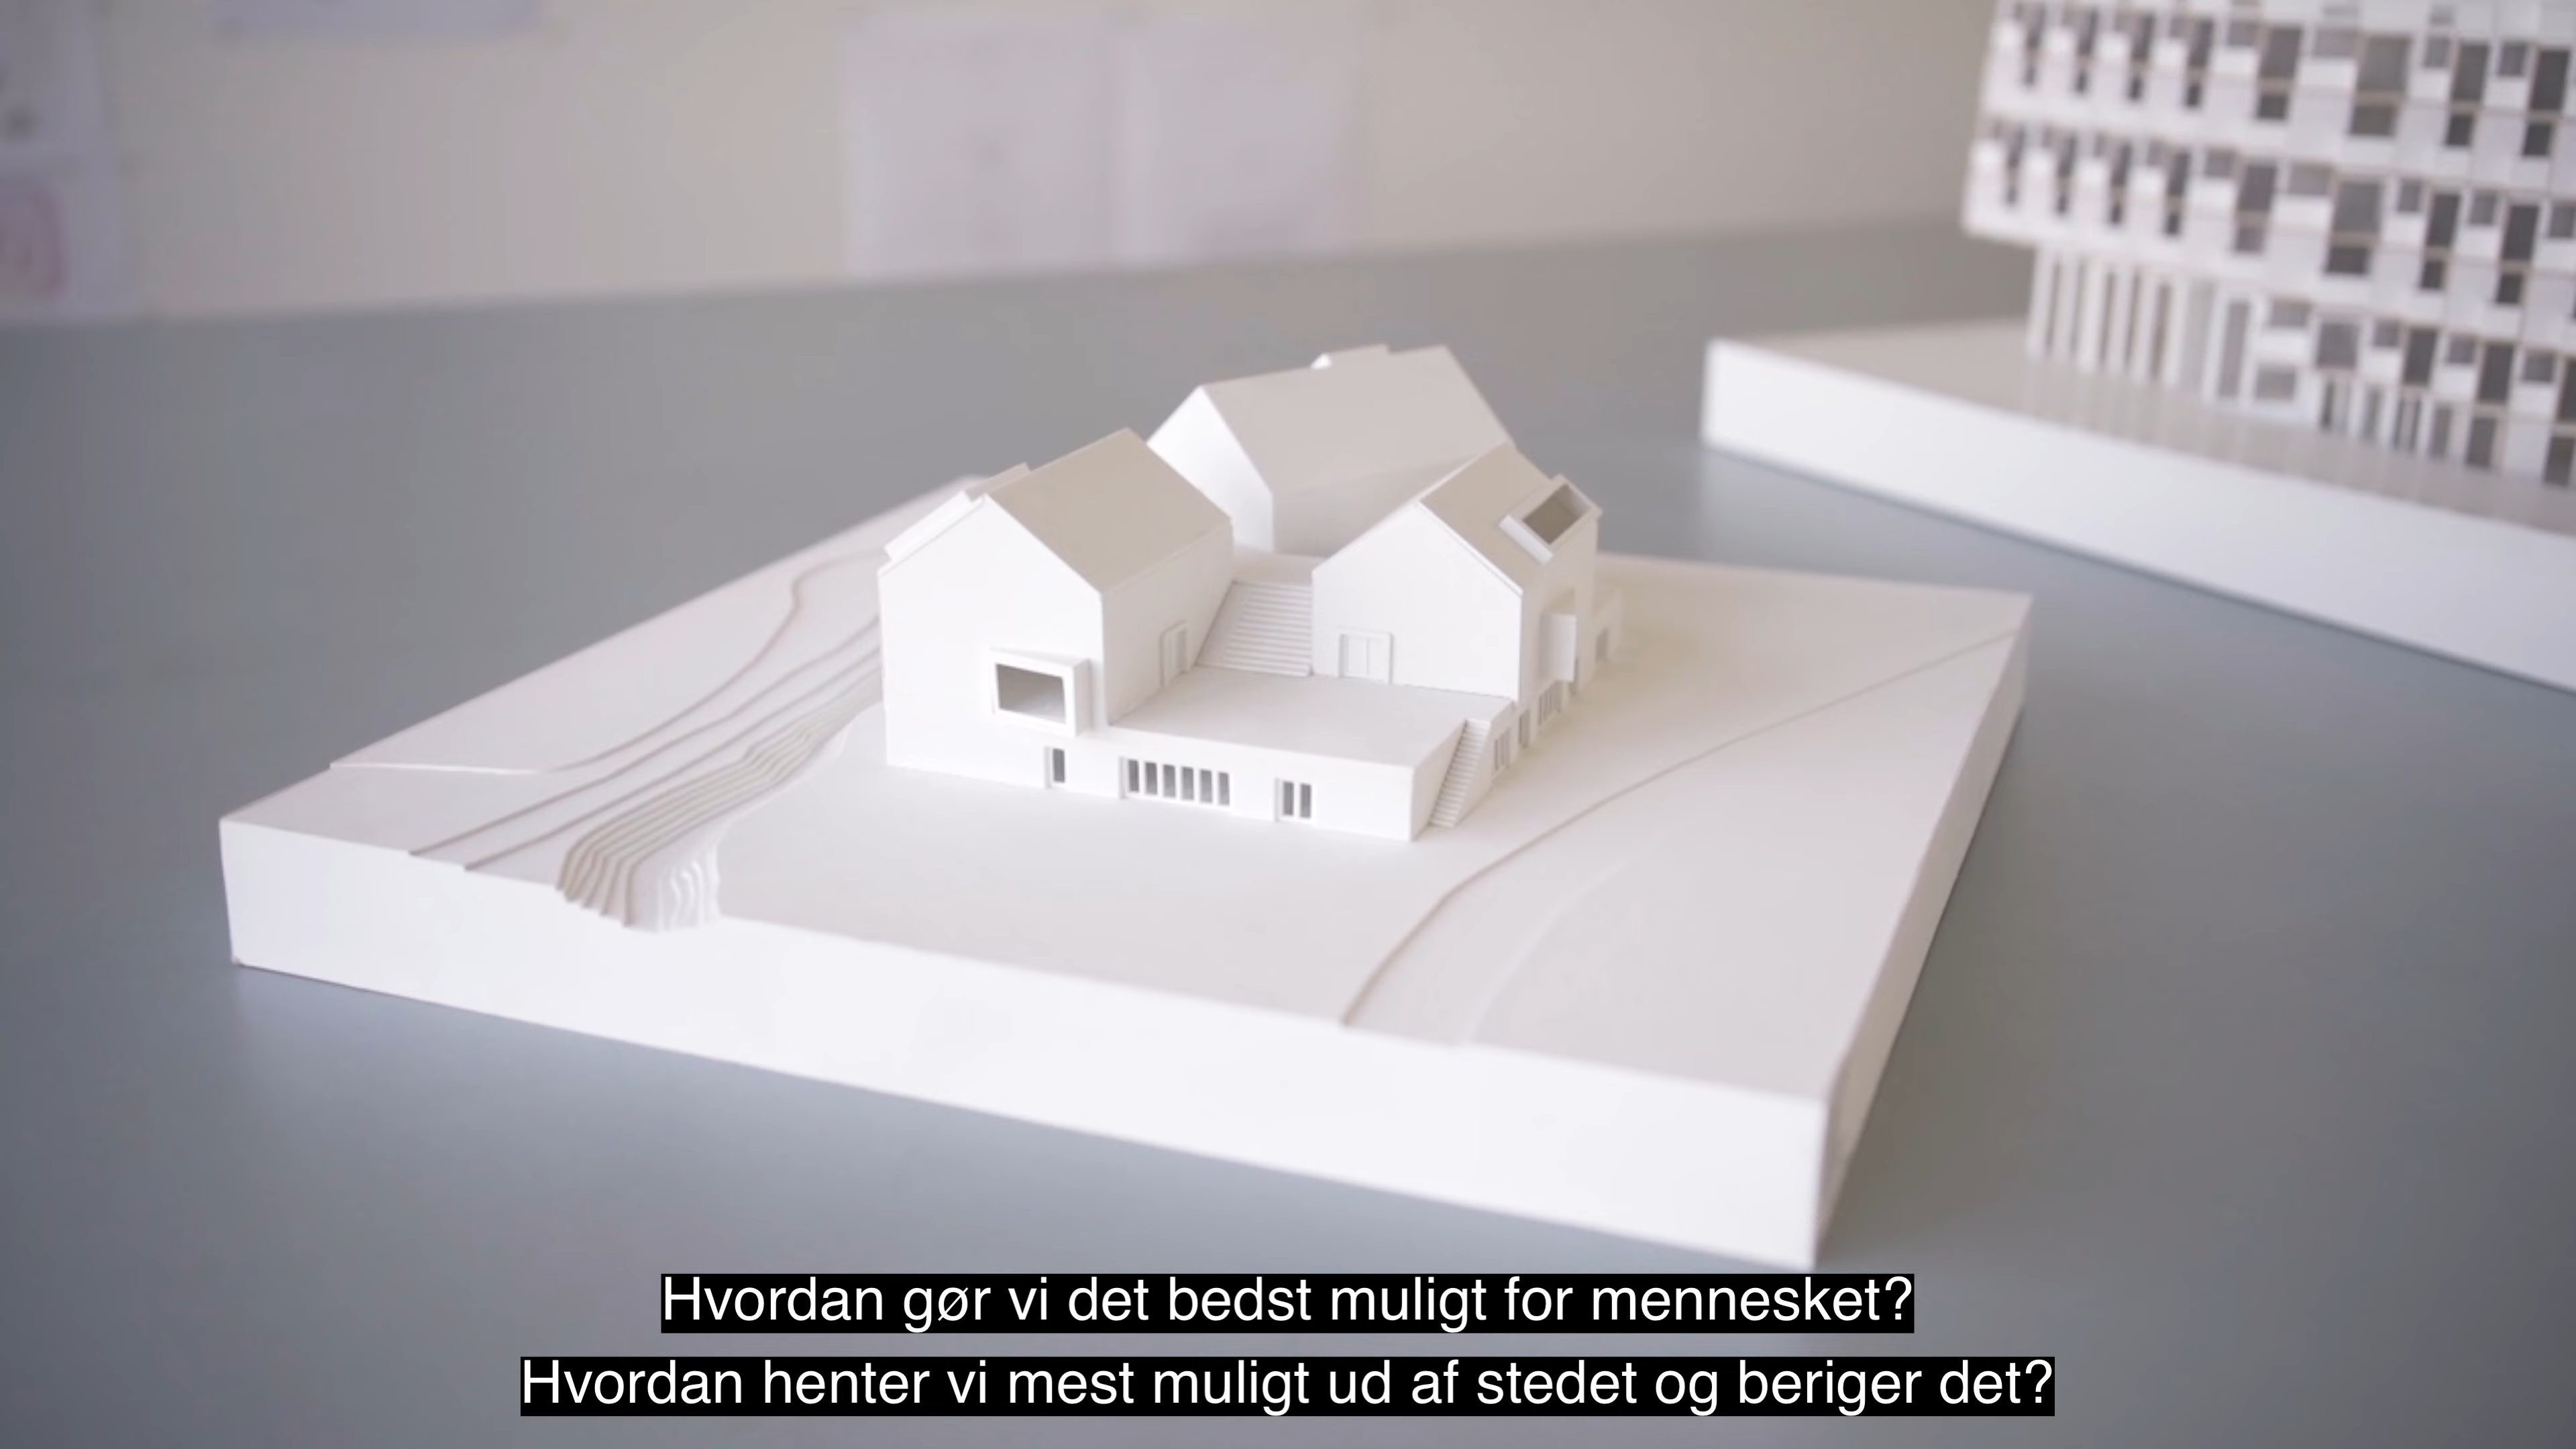 Hvordan gør vi det bedst muligt for mennesket?
Hvordan henter vi mest muligt ud af stedet og beriger det?